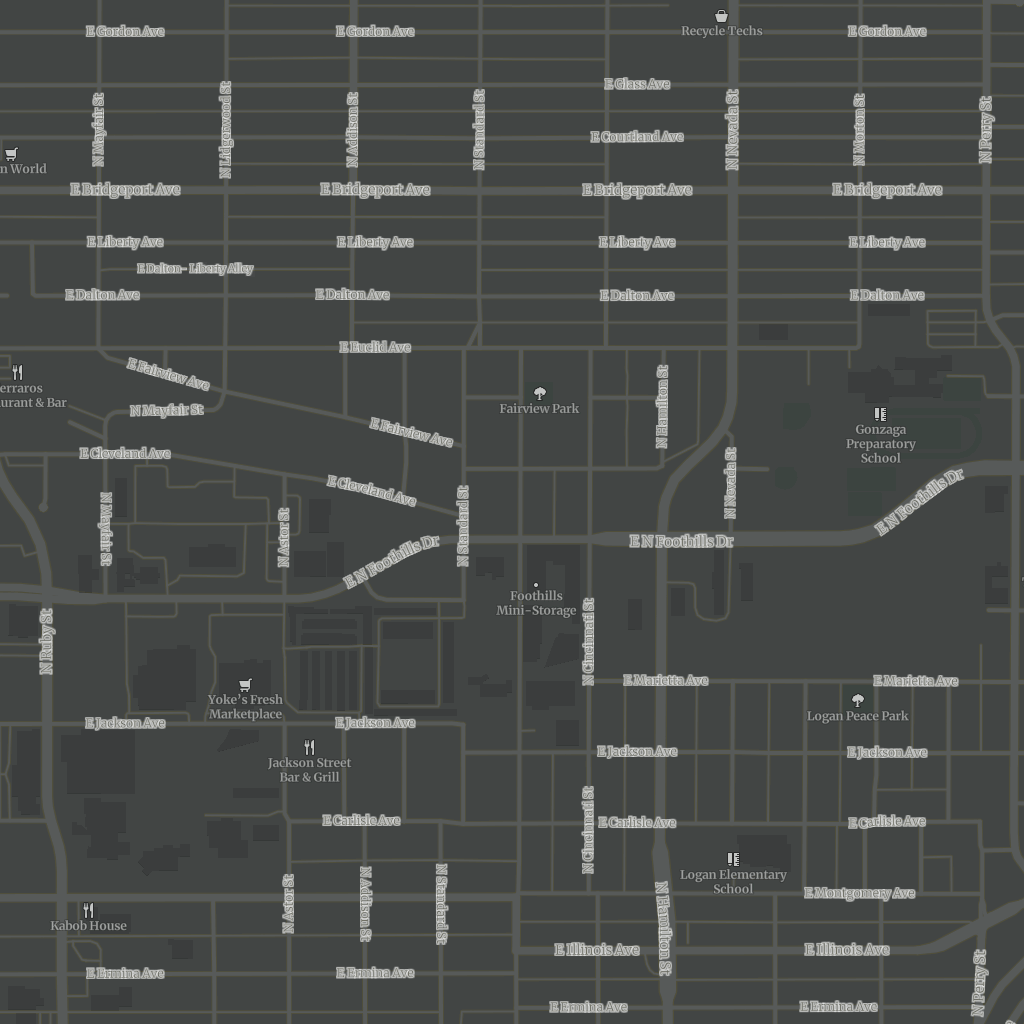 Recycle Techs
E Gordon Ave
E Gordon Ave
E Gordon Ave
E Glass Ave
N Mayfair St
N Lidgerwood St
N Addison St
N Standard St
N Nevada St
N Morton St
N Perry St
E Courtland Ave
n World
E Bridgeport Ave
E Bridgeport Ave
E Bridgeport Ave
E Bridgeport Ave
E Liberty Ave
E Liberty Ave
E Liberty Ave
E Liberty Ave
E Dalton - Liberty Alley
E Dalton Ave
E Dalton Ave
E Dalton Ave
E Dalton Ave
E Euclid Ave
E Fairview Ave
erraros
urant & Bar
N Mayfair St
Fairview Park
N Hamilton St
Gonzaga
Preparatory
School
E Fairview Ave
E Cleveland Ave
E Cleveland Ave
N Mayfair St
N Astor St
N Standard St
N Nevada St
E N Foothills Dr
E N Foothills Dr
E N Foothills Dr
Foothills
Mini-Storage
N Ruby St
N Cincinnati St
E Marietta Ave
E Marietta Ave
Yoke's Fresh
Marketplace
Logan Peace Park
E Jackson Ave
E Jackson Ave
E Jackson Ave
E Jackson Ave
Jackson Street
Bar & Grill
N Cincinnati St
E Carlisle Ave
E Carlisle Ave
E Carlisle Ave
Logan Elementary
School
E Montgomery Ave
N Astor St
N Addison St
N Standard St
N Hamilton St
Kabob House
E Illinois Ave
E Illinois Ave
E Ermina Ave
E Ermina Ave
N Perry St
E Ermina Ave
E Ermina Ave